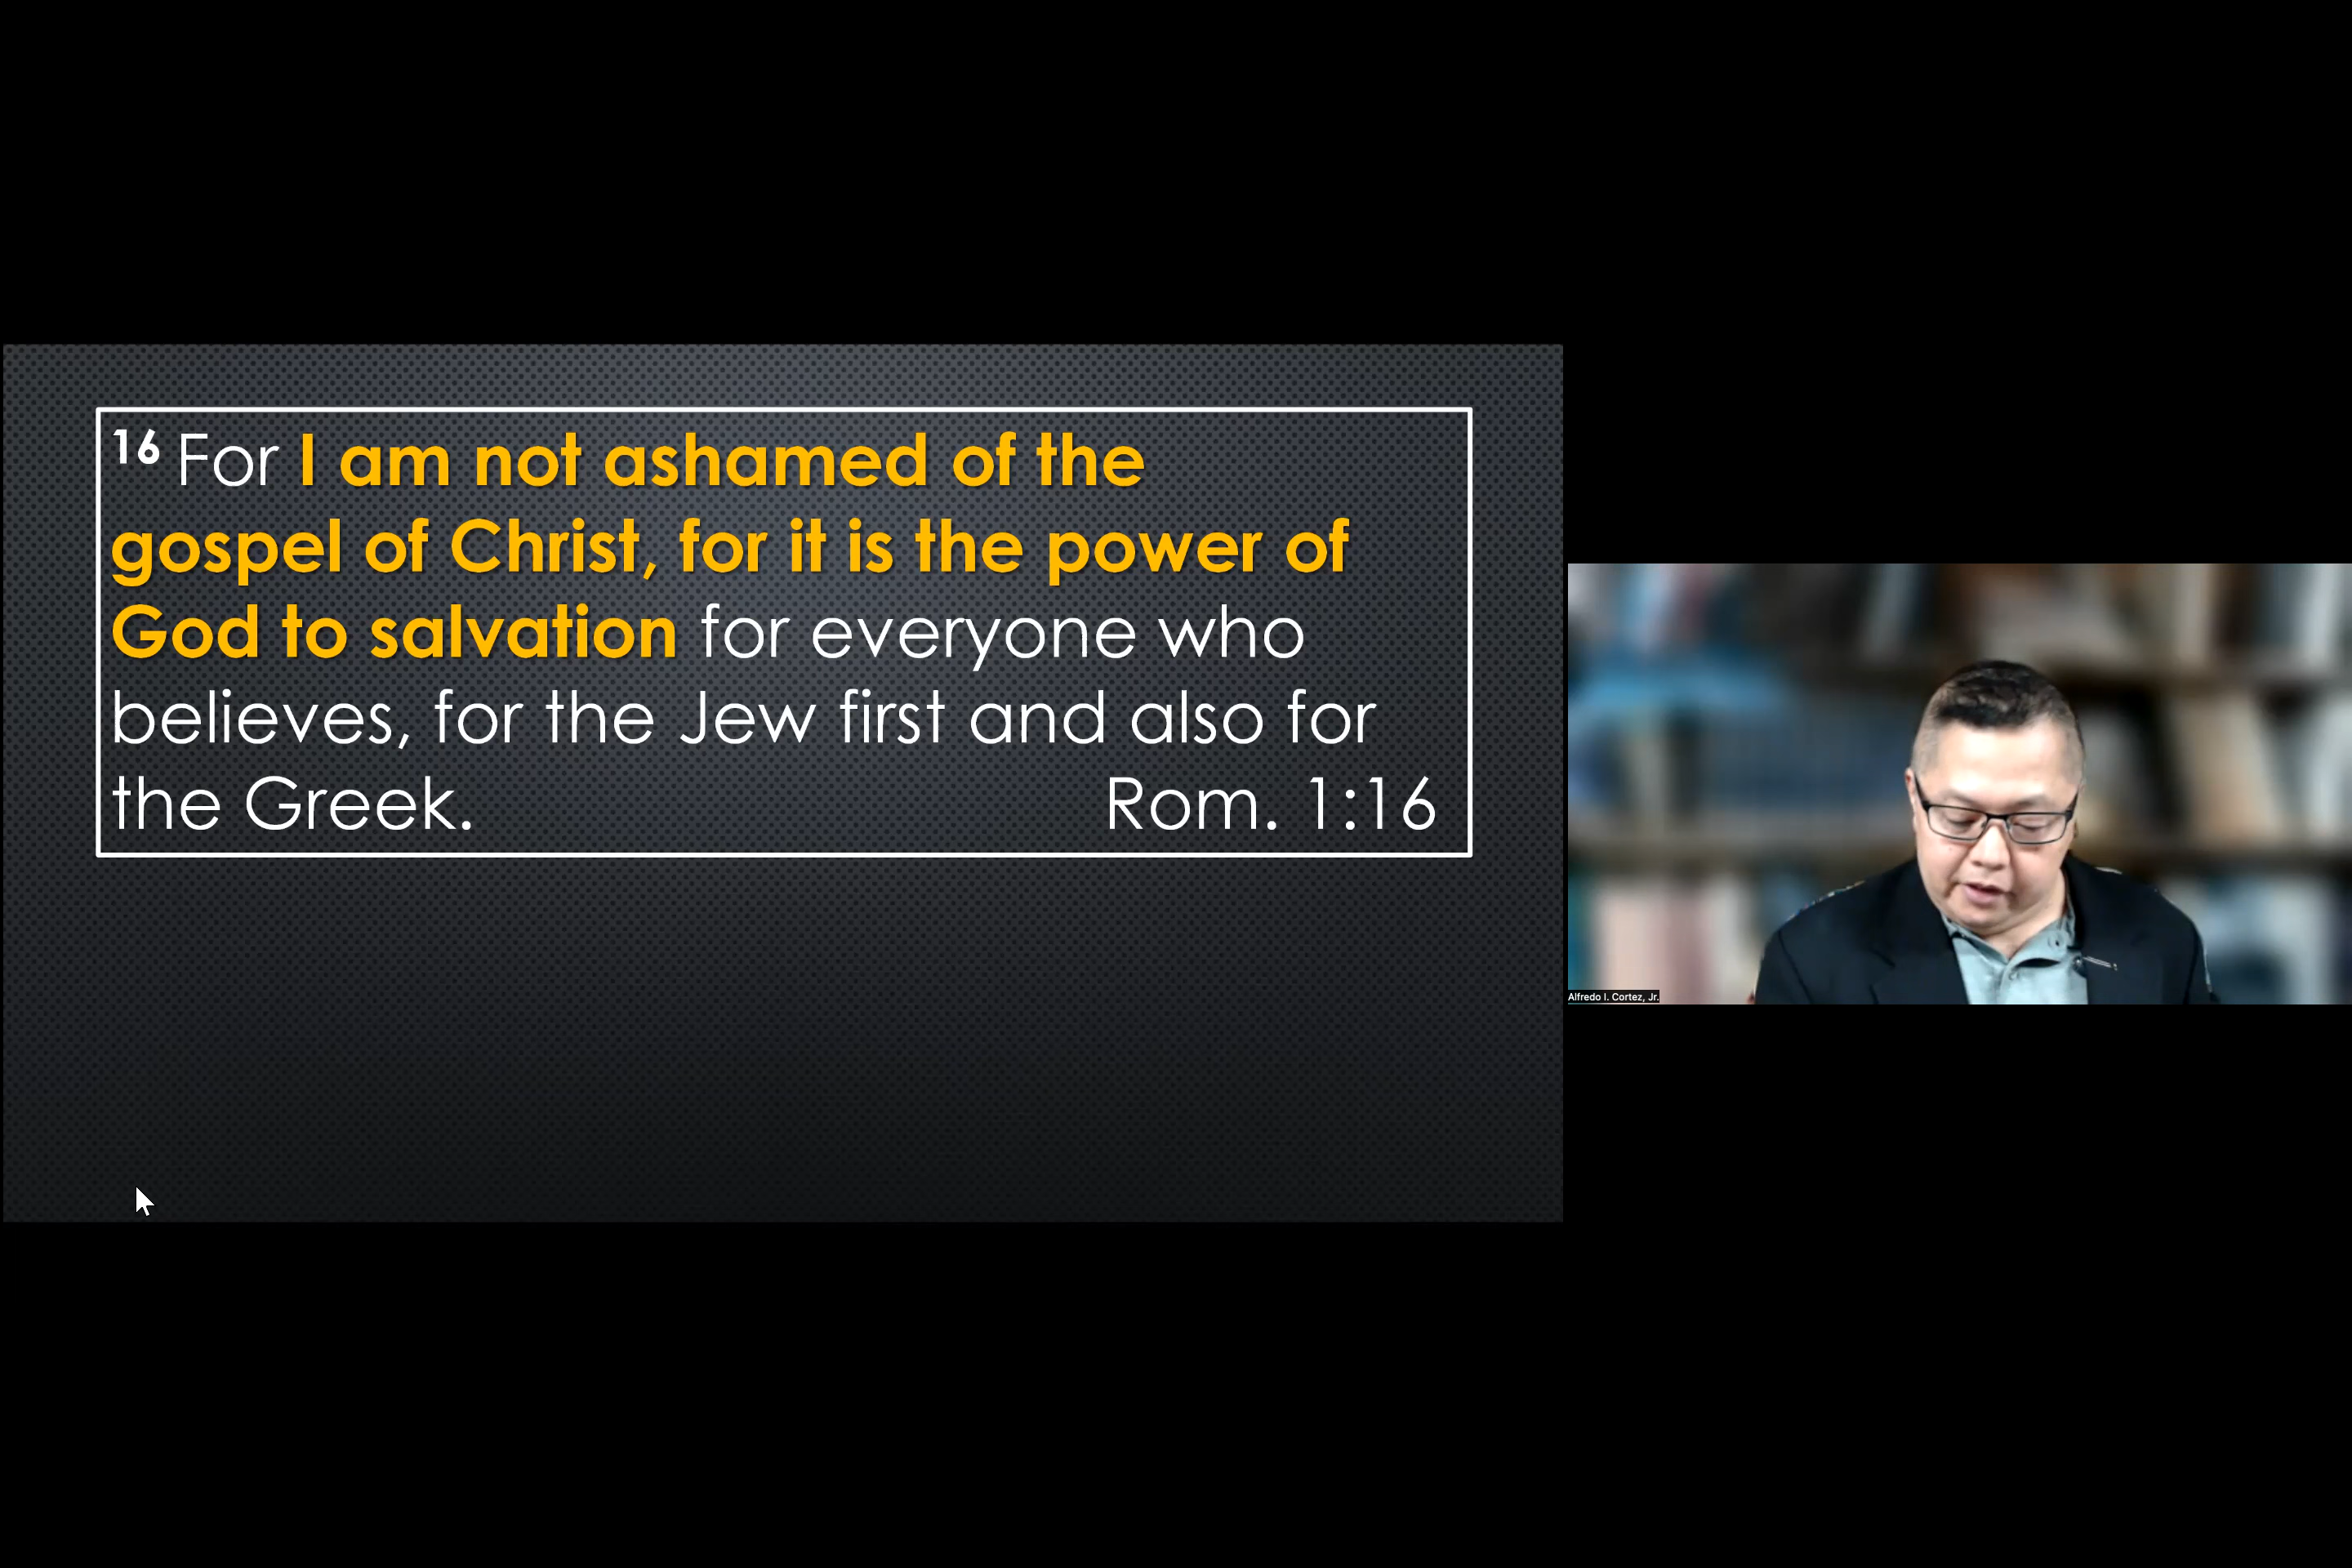 16 For I am not ashamed of the
gospel of Christ, for it is the power of
God to salvation for everyone who
believes, for the Jew first and also for
the Greek. Rom. 1:16
Alfredo I. Cortez, Jr.